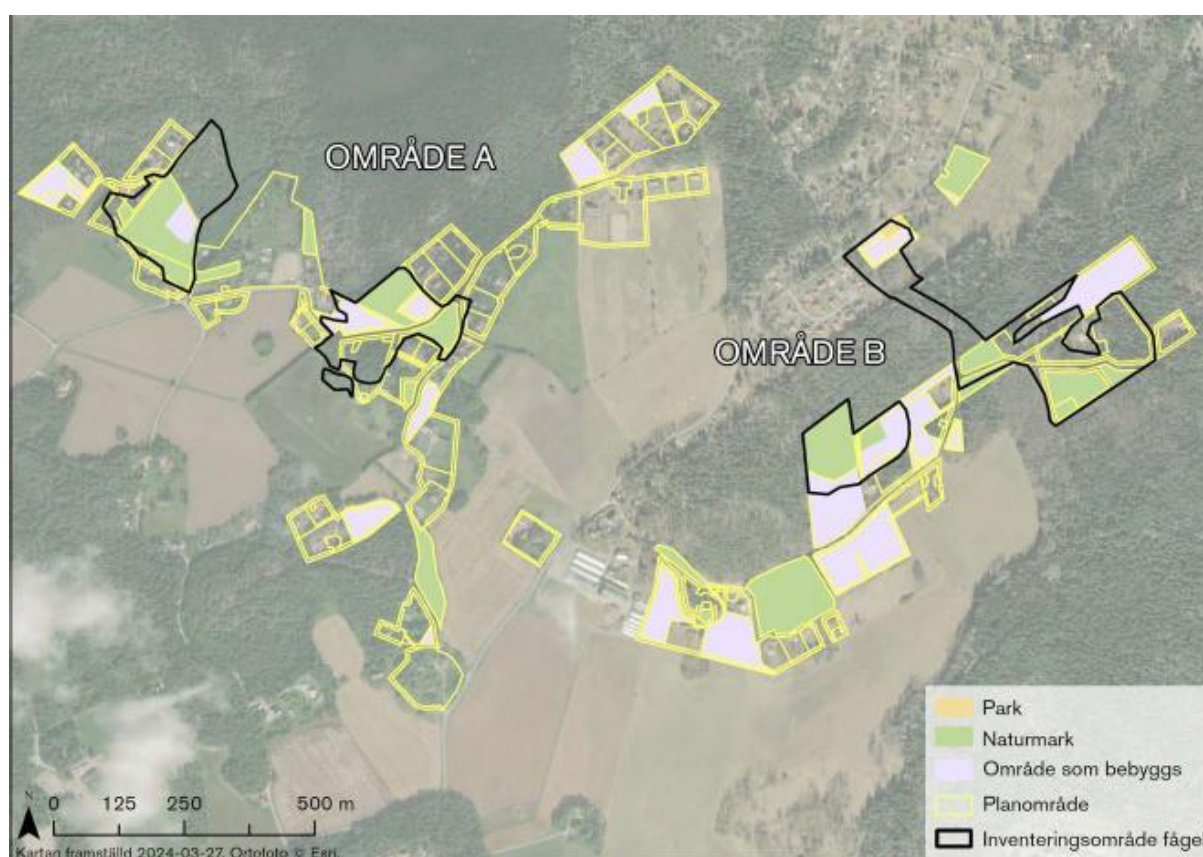 OMRÅDE A
OMRÅDE B
Park
Naturmark
Område som bebyggs
Planområde
Inventeringsområde fåge
N
0 125 250 500 m
Kartan framställd 2024-03-27, Ortofoto © Esri.